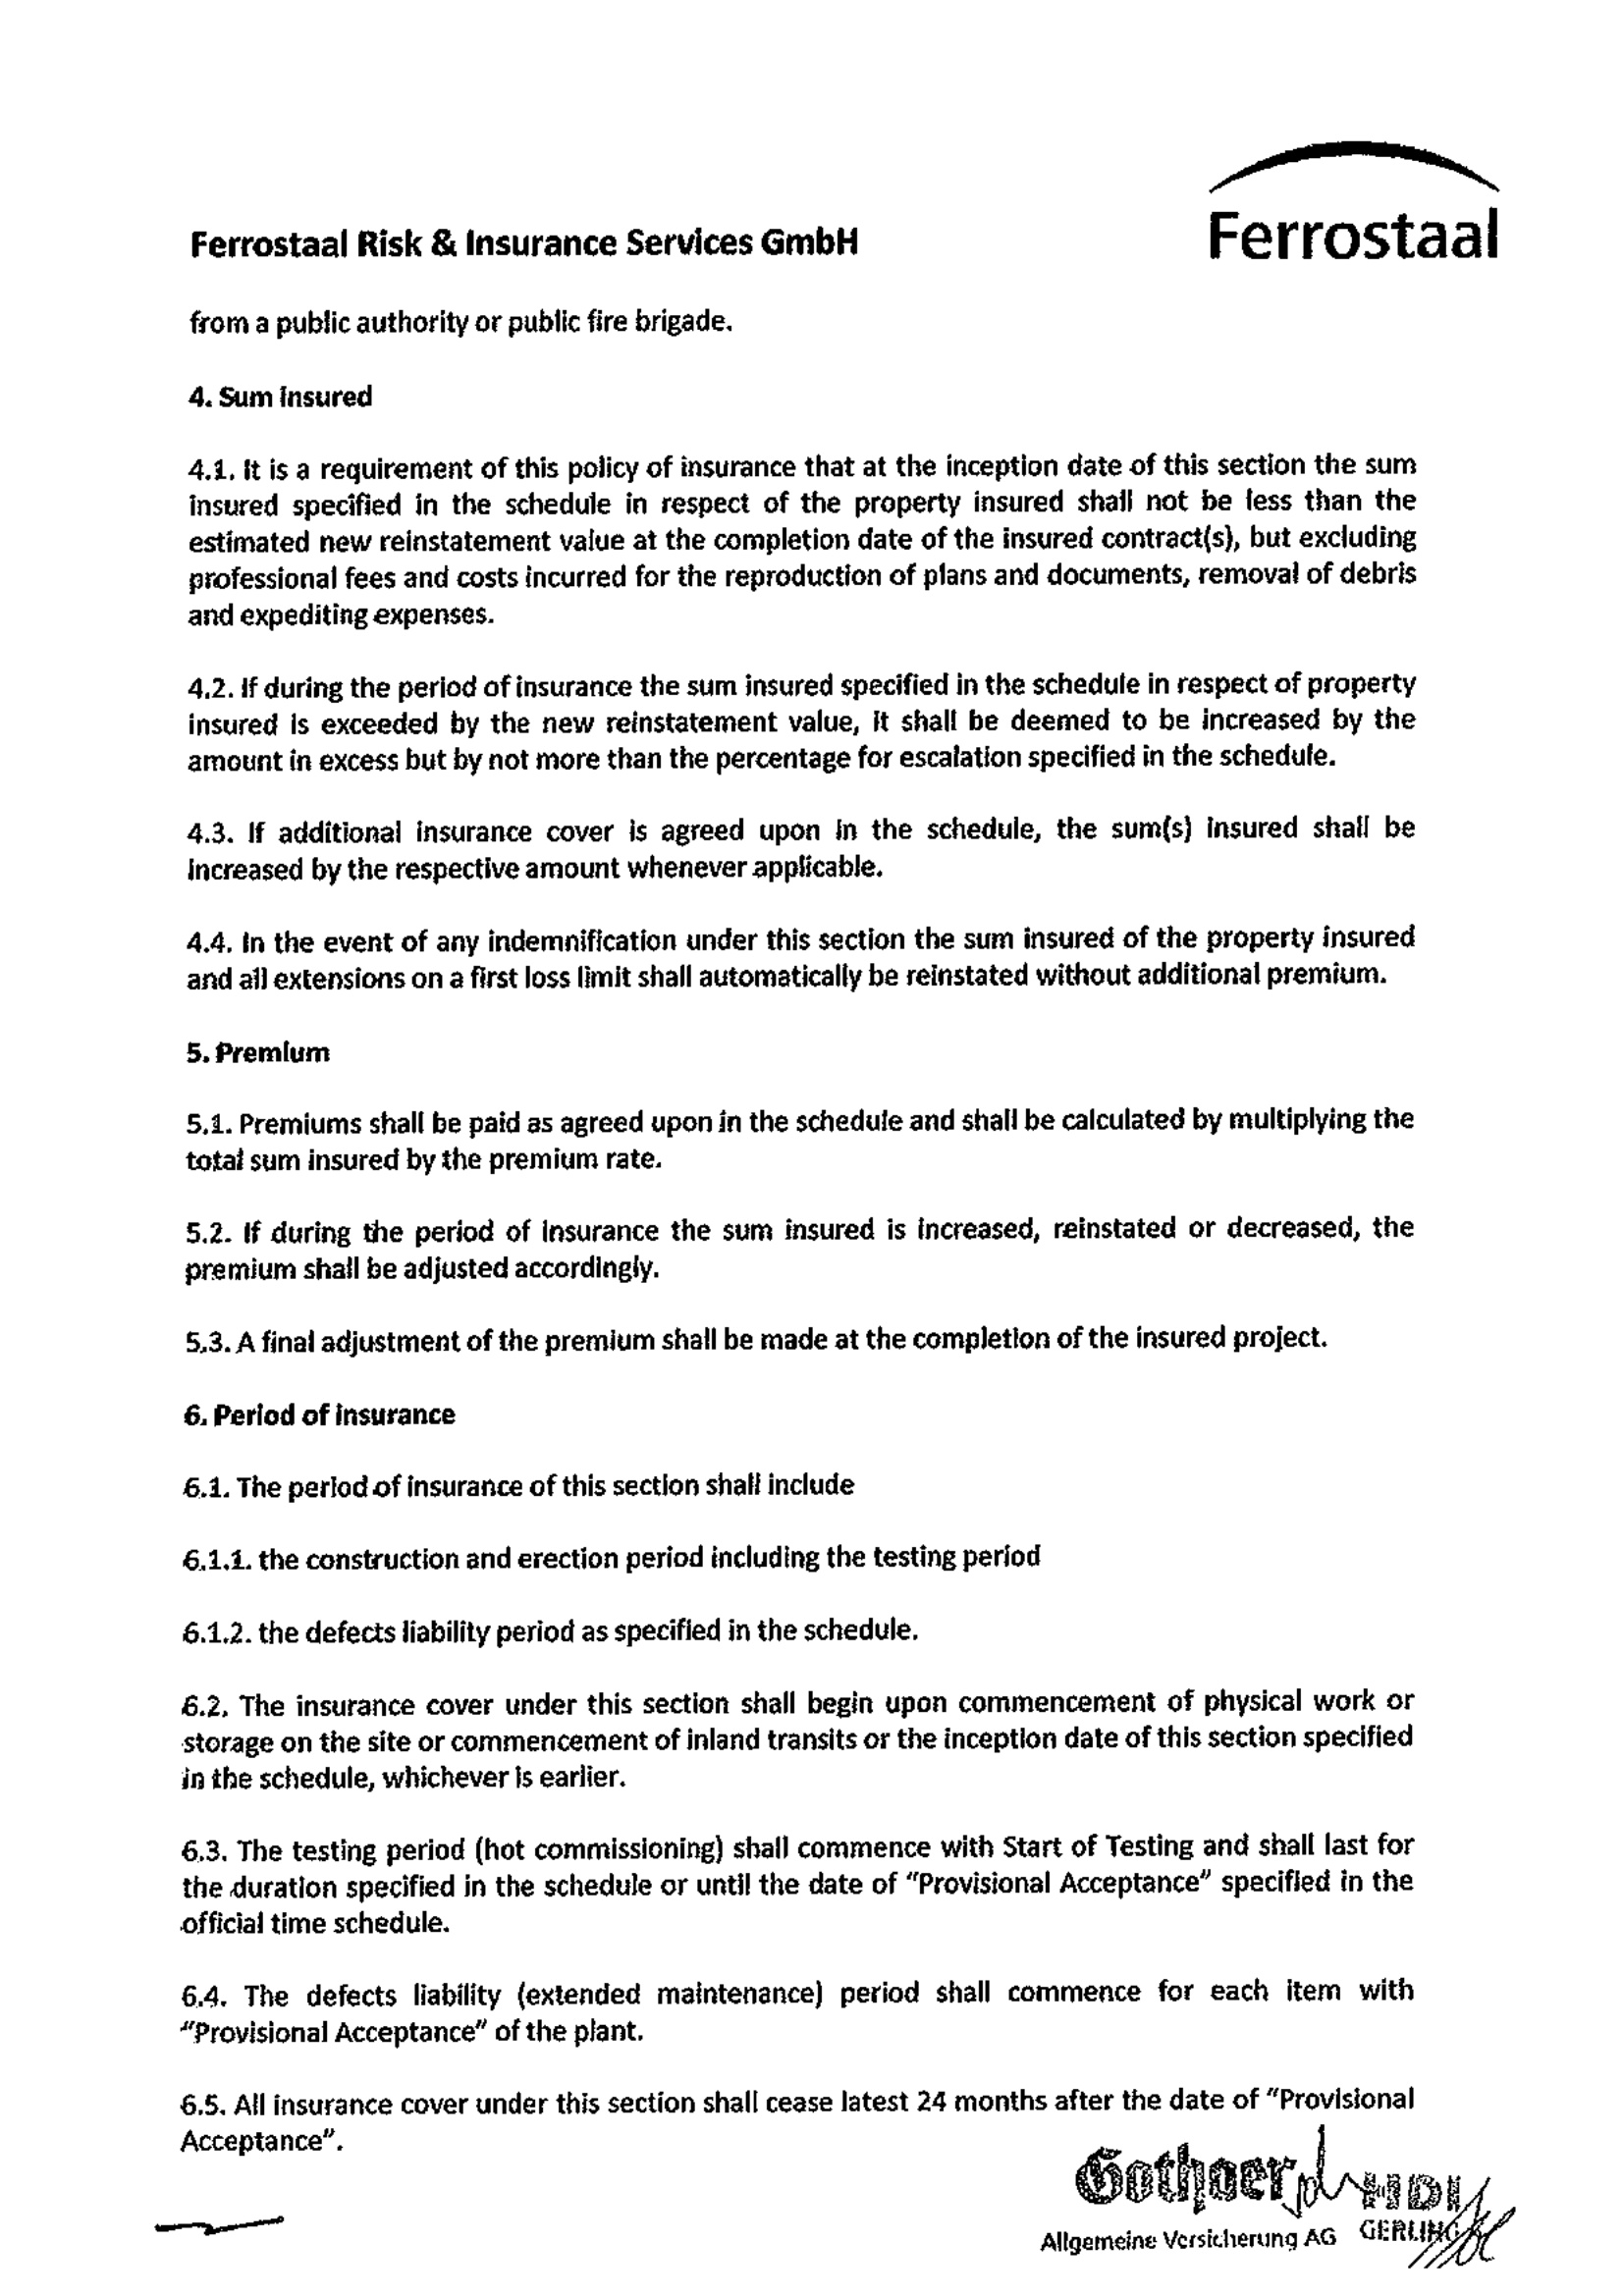 Ferrostaal
Ferrostaal Risk & Insurance Services GmbH
from a public authority or public fire brigade.
4. Sum Insured
4.1. It is a requirement of this policy of insurance that at the inception date of this section the sum
insured specified in the schedule in respect of the property insured shall not be less than the
estimated new reinstatement value at the completion date of the insured contract(s), but excluding
professional fees and costs incurred for the reproduction of plans and documents, removal of debris
and expediting expenses.
4.2. If during the period of insurance the sum insured specified in the schedule in respect of property
insured is exceeded by the new reinstatement value, it shall be deemed to be increased by the
amount in excess but by not more than the percentage for escalation specified in the schedule.
4.3. If additional insurance cover is agreed upon in the schedule, the sum(s) insured shall be
increased by the respective amount whenever applicable.
4.4. In the event of any indemnification under this section the sum insured of the property insured
and all extensions on a first loss limit shall automatically be reinstated without additional premium.
5. Premium
5.1. Premiums shall be paid as agreed upon in the schedule and shall be calculated by multiplying the
total sum insured by the premium rate.
5.2. If during the period of insurance the sum insured is increased, reinstated or decreased, the
premium shall be adjusted accordingly.
5.3. A final adjustment of the premium shall be made at the completion of the insured project.
6. Period of insurance
6.1. The period of insurance of this section shall include
6.1.1. the construction and erection period including the testing period
6.1.2. the defects liability period as specified in the schedule.
6.2. The insurance cover under this section shall begin upon commencement of physical work or
storage on the site or commencement of inland transits or the inception date of this section specified
in the schedule, whichever is earlier.
6.3. The testing period (hot commissioning) shall commence with Start of Testing and shall last for
the duration specified in the schedule or until the date of "Provisional Acceptance" specified in the
official time schedule.
6.4. The defects liability (extended maintenance) period shall commence for each item with
"Provisional Acceptance" of the plant.
6.5. All insurance cover under this section shall cease latest 24 months after the date of "Provisional
Acceptance".
Gothaer HDI
Allgemeine Versicherung AG GERLING